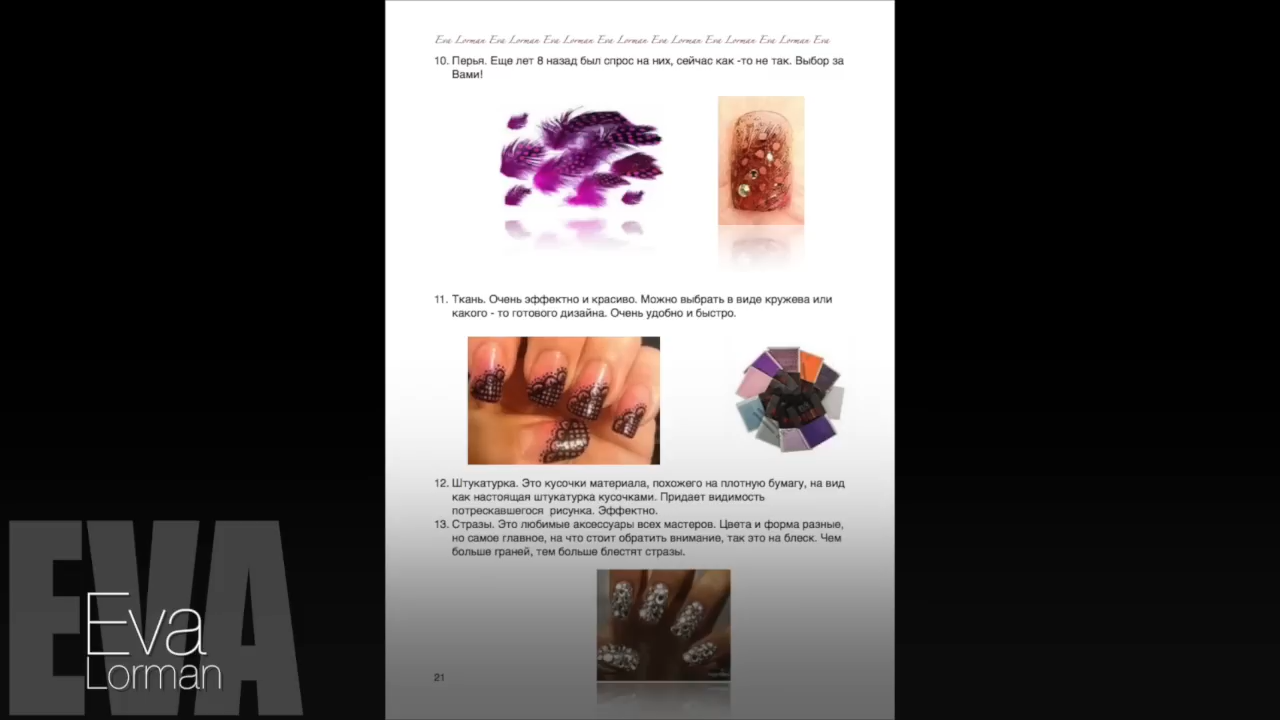 Eva Lorman Eva Lorman Eva Lorman Eva Lorman Eva Lorman Eva Lorman Eva Lorman Eva
10. Перья. Еще лет 8 назад был спрос на них, сейчас как -то не так. Выбор за
Вами!
11. Ткань. Очень эффектно и красиво. Можно выбрать в виде кружева или
какого - то готового дизайна. Очень удобно и быстро.
12. Штукатурка. Это кусочки материала, похожего на плотную бумагу, на вид
как настоящая штукатурка кусочками. Придает видимость
потрескавшегося рисунка. Эффектно.
13. Стразы. Это любимые аксессуары всех мастеров. Цвета и форма разные,
но самое главное, на что стоит обратить внимание, так это на блеск. Чем
больше граней, тем больше блестят стразы.
21
EVA
Eva
Lorman